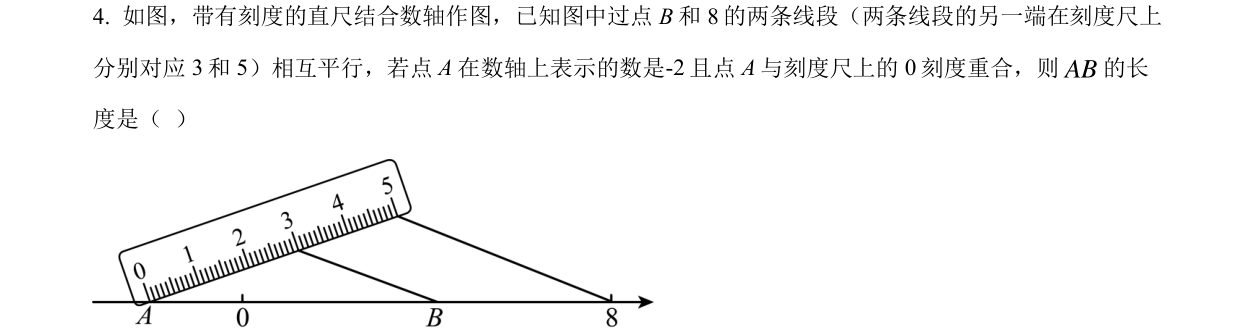 4. 如图，带有刻度的直尺结合数轴作图，已知图中过点 B 和 8 的两条线段（两条线段的另一端在刻度尺上
分别对应 3 和 5）相互平行，若点 A 在数轴上表示的数是-2 且点 A 与刻度尺上的 0 刻度重合，则 AB 的长
度是（  ）
0 1 2 3 4 5
A 0 B 8